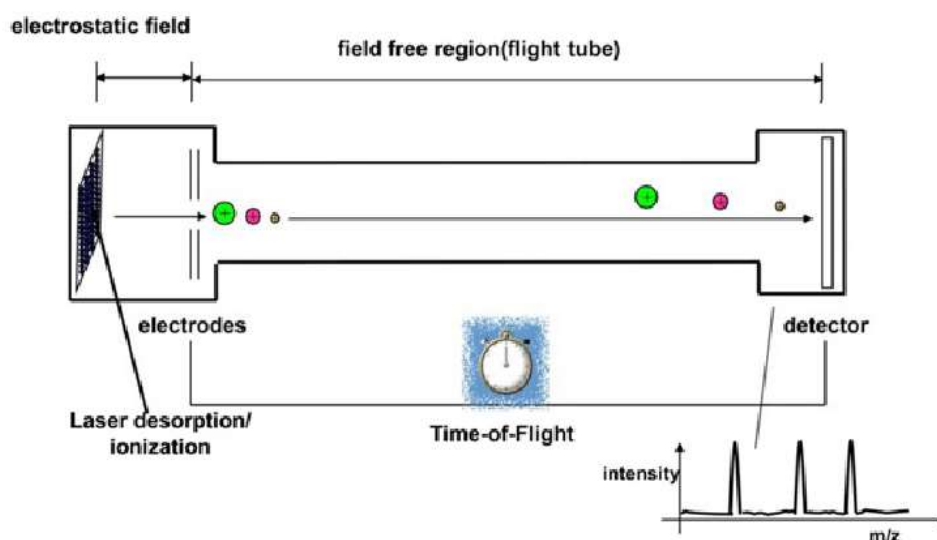 electrostatic field
field free region(flight tube)
electrodes
detector
Laser desorption/
ionization
Time-of-Flight
intensity
m/z